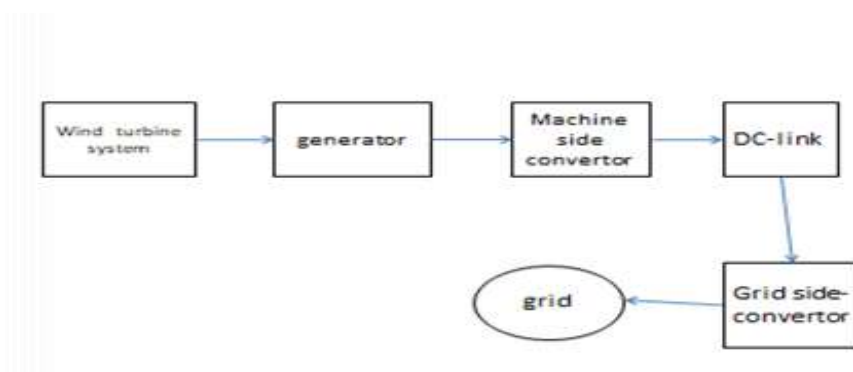 Wind turbine
system
generator
Machine
side
convertor
DC-link
Grid side-
convertor
grid